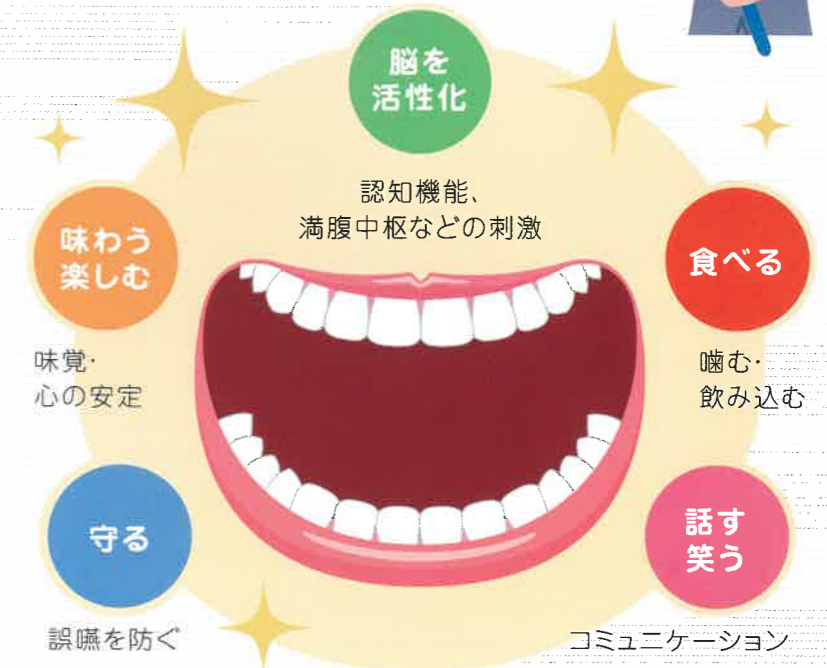 脳を
活性化
認知機能、
満腹中枢などの刺激
味わう
楽しむ
味覚・
心の安定
食べる
噛む・
飲み込む
守る
誤嚥を防ぐ
話す
笑う
コミュニケーション